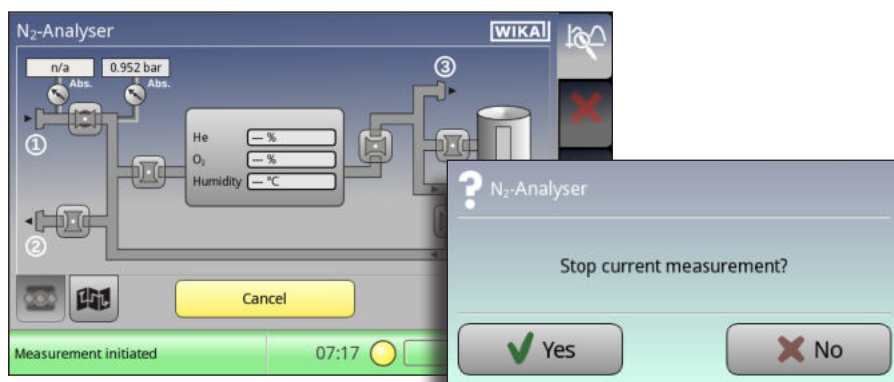 N₂-Analyser
WIKA
n/a
0.952 bar
Abs.
Abs.
③
①
He
— %
O₂
— %
Humidity
— °C
②
Cancel
Measurement initiated
07:17
? N₂-Analyser
Stop current measurement?
Yes
No